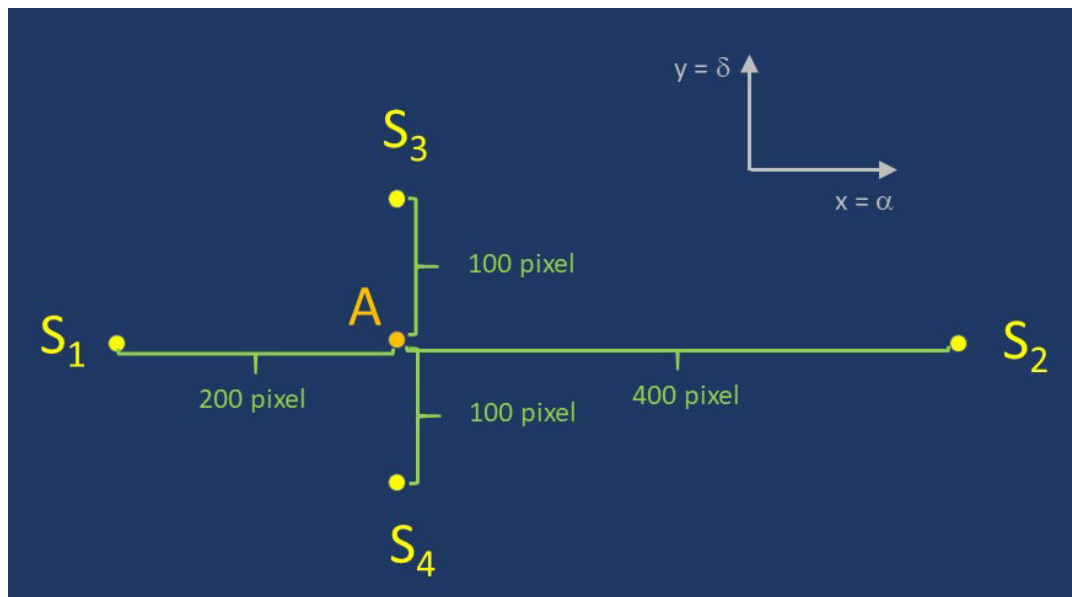 y = δ
x = α
S₃
100 pixel
A
S₁
S₂
200 pixel
400 pixel
100 pixel
S₄